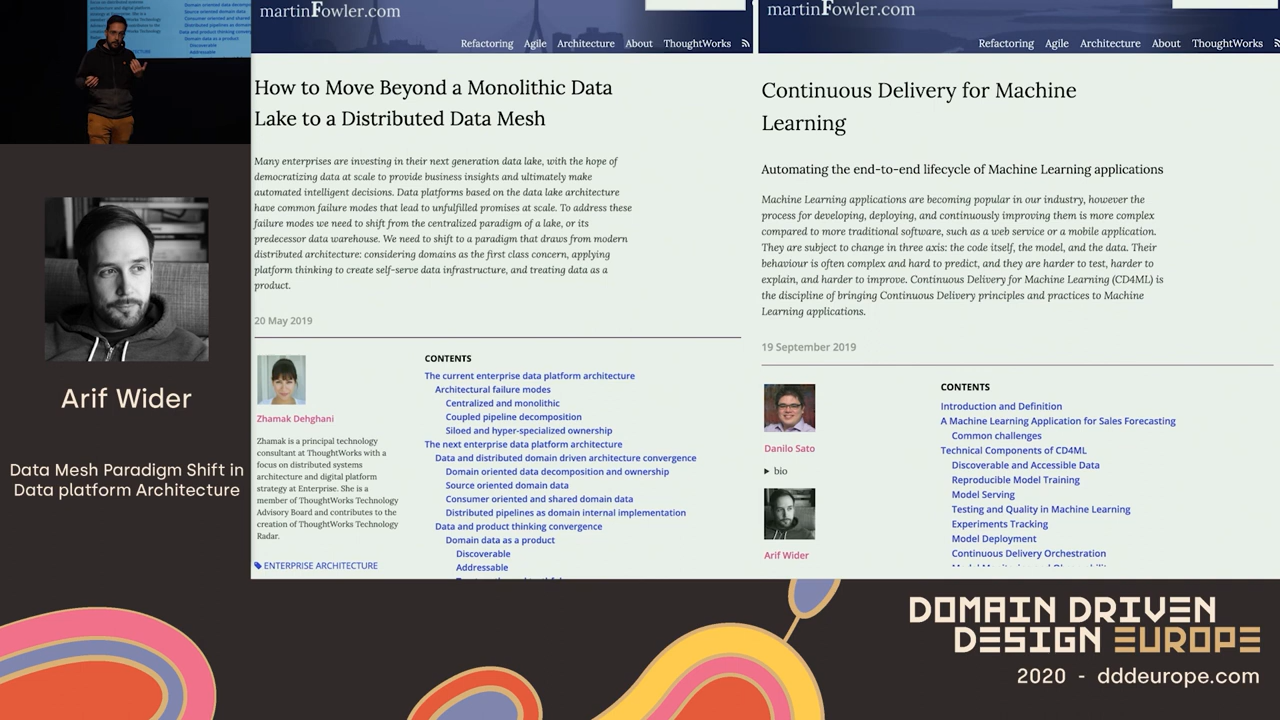 martinFowler.com
Refactoring Agile Architecture About ThoughtWorks
How to Move Beyond a Monolithic Data
Lake to a Distributed Data Mesh
Many enterprises are investing in their next generation data lake, with the hope of
democratizing data at scale to provide business insights and ultimately make
automated intelligent decisions. Data platforms based on the data lake architecture
have common failure modes that lead to unfulfilled promises at scale. To address these
failure modes we need to shift from the centralized paradigm of a lake, or its
predecessor data warehouse. We need to shift to a paradigm that draws from modern
distributed architecture: considering domains as the first class concern, applying
platform thinking to create self-serve data infrastructure, and treating data as a
product.
20 May 2019
Zhamak Dehghani
Zhamak is a principal technology
consultant at ThoughtWorks with a
focus on distributed systems
architecture and digital platform
strategy at Enterprise. She is a
member of ThoughtWorks Technology
Advisory Board and contributes to the
creation of ThoughtWorks Technology
Radar.
ENTERPRISE ARCHITECTURE
CONTENTS
The current enterprise data platform architecture
Architectural failure modes
Centralized and monolithic
Coupled pipeline decomposition
Siloed and hyper-specialized ownership
The next enterprise data platform architecture
Data and distributed domain driven architecture convergence
Domain oriented data decomposition and ownership
Source oriented domain data
Consumer oriented and shared domain data
Distributed pipelines as domain internal implementation
Data and product thinking convergence
Domain data as a product
Discoverable
Addressable
martinFowler.com
Refactoring Agile Architecture About ThoughtWorks
Continuous Delivery for Machine
Learning
Automating the end-to-end lifecycle of Machine Learning applications
Machine Learning applications are becoming popular in our industry, however the
process for developing, deploying, and continuously improving them is more complex
compared to more traditional software, such as a web service or a mobile application.
They are subject to change in three axis: the code itself, the model, and the data. Their
behaviour is often complex and hard to predict, and they are harder to test, harder to
explain, and harder to improve. Continuous Delivery for Machine Learning (CD4ML) is
the discipline of bringing Continuous Delivery principles and practices to Machine
Learning applications.
19 September 2019
Danilo Sato
bio
Arif Wider
CONTENTS
Introduction and Definition
A Machine Learning Application for Sales Forecasting
Common challenges
Technical Components of CD4ML
Discoverable and Accessible Data
Reproducible Model Training
Model Serving
Testing and Quality in Machine Learning
Experiments Tracking
Model Deployment
Continuous Delivery Orchestration
Arif Wider
Data Mesh Paradigm Shift in
Data platform Architecture
DOMAIN DRIVEN
DESIGN EUROPE
2020 - dddeurope.com